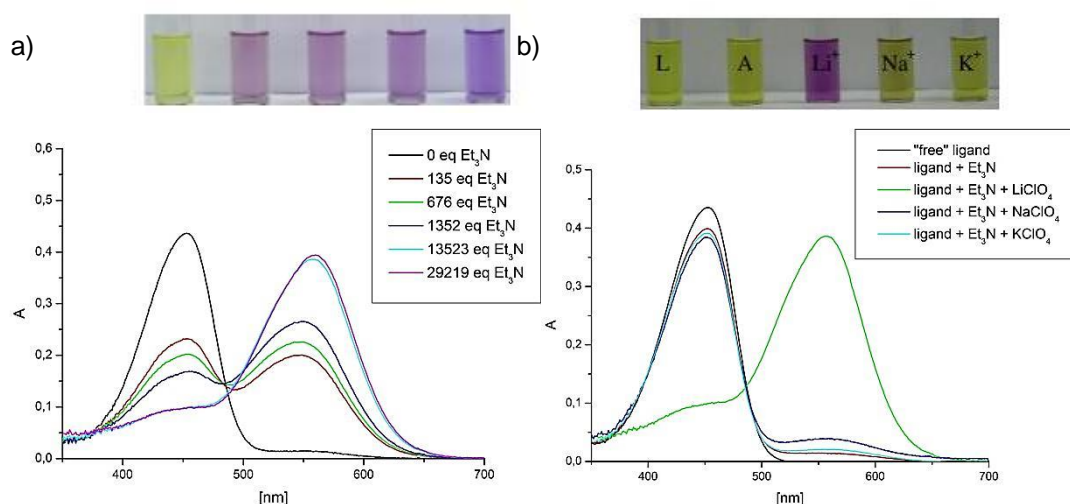 a)
0 eq Et₃N
135 eq Et₃N
676 eq Et₃N
1352 eq Et₃N
13523 eq Et₃N
29219 eq Et₃N
0,6
0,5
0,4
0,3
0,2
0,1
0,0
A
400 500 600 700
[nm]
b)
L A Li⁺ Na⁺ K⁺
"free" ligand
ligand + Et₃N
ligand + Et₃N + LiClO₄
ligand + Et₃N + NaClO₄
ligand + Et₃N + KClO₄
0,5
0,4
0,3
0,2
0,1
0,0
A
400 500 600 700
[nm]